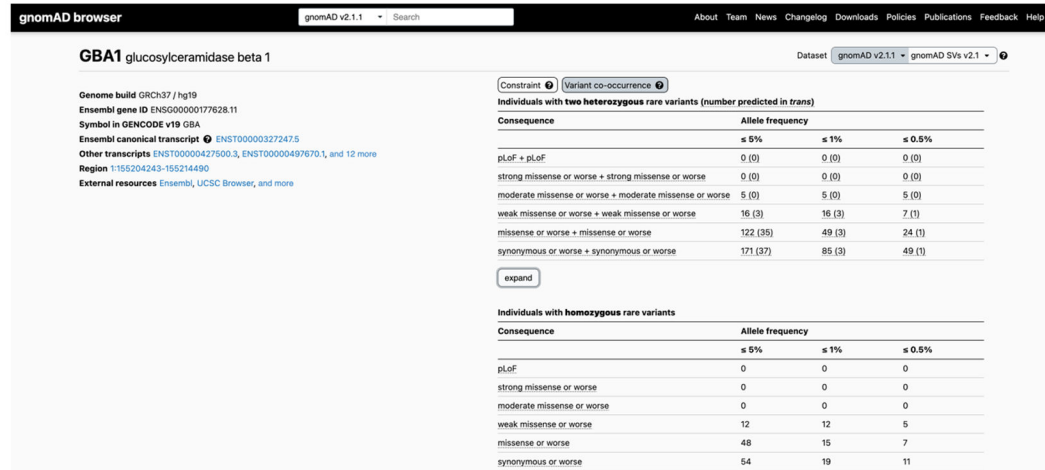 gnomAD browser
gnomAD v2.1.1 Search
About Team News Changelog Downloads Policies Publications Feedback Help
GBA1 glucosylceramidase beta 1
Dataset gnomAD v2.1.1 gnomAD SVs v2.1 ?
Genome build GRCh37 / hg19
Ensembl gene ID ENSG00000177628.11
Symbol in GENCODE v19 GBA
Ensembl canonical transcript ? ENST00000327247.5
Other transcripts ENST00000427500.3, ENST00000497670.1, and 12 more
Region 1:155204243-155214490
External resources Ensembl, UCSC Browser, and more
Constraint ? Variant co-occurrence ?
Individuals with two heterozygous rare variants (number predicted in trans)
Consequence Allele frequency
≤ 5% ≤ 1% ≤ 0.5%
pLoF + pLoF 0 (0) 0 (0) 0 (0)
strong missense or worse + strong missense or worse 0 (0) 0 (0) 0 (0)
moderate missense or worse + moderate missense or worse 5 (0) 5 (0) 5 (0)
weak missense or worse + weak missense or worse 16 (3) 16 (3) 7 (1)
missense or worse + missense or worse 122 (35) 49 (3) 24 (1)
synonymous or worse + synonymous or worse 171 (37) 85 (3) 49 (1)
expand
Individuals with homozygous rare variants
Consequence Allele frequency
≤ 5% ≤ 1% ≤ 0.5%
pLoF 0 0 0
strong missense or worse 0 0 0
moderate missense or worse 0 0 0
weak missense or worse 12 12 5
missense or worse 48 15 7
synonymous or worse 54 19 11